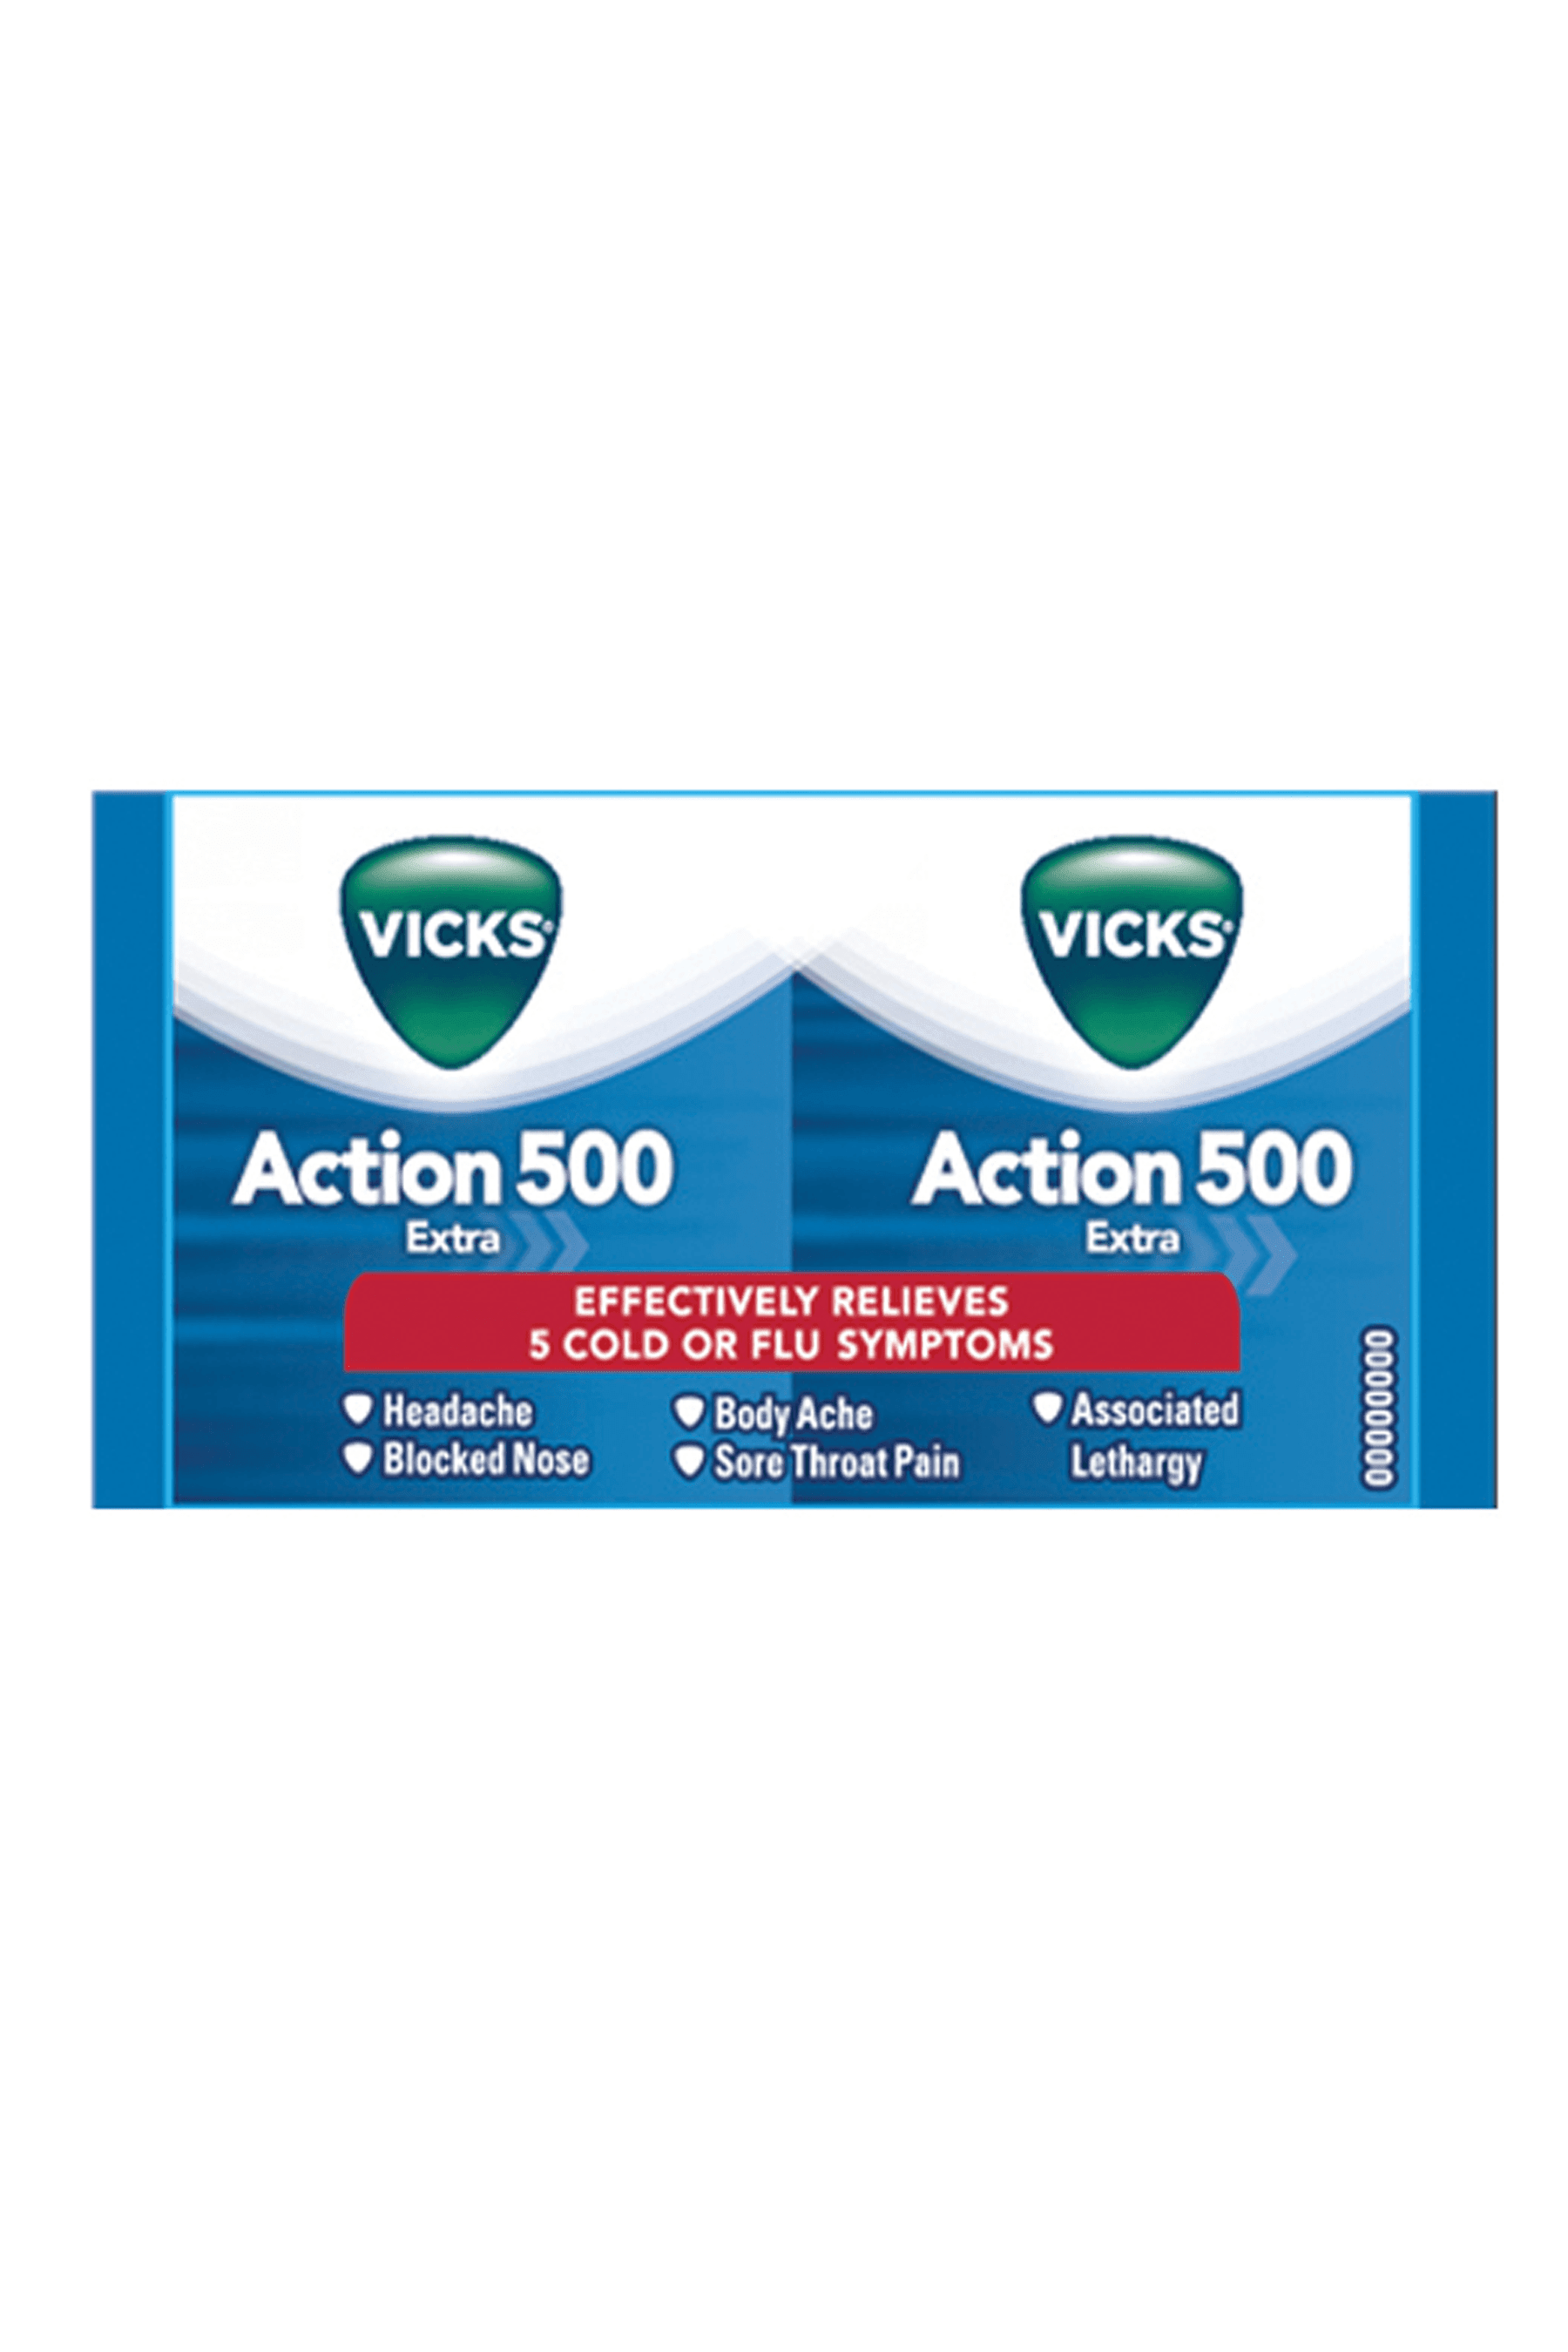 VICKS®
VICKS®
Action 500
Action 500
Extra
Extra
EFFECTIVELY RELIEVES
5 COLD OR FLU SYMPTOMS
Headache
Body Ache
Associated
Lethargy
Blocked Nose
Sore Throat Pain
00000000